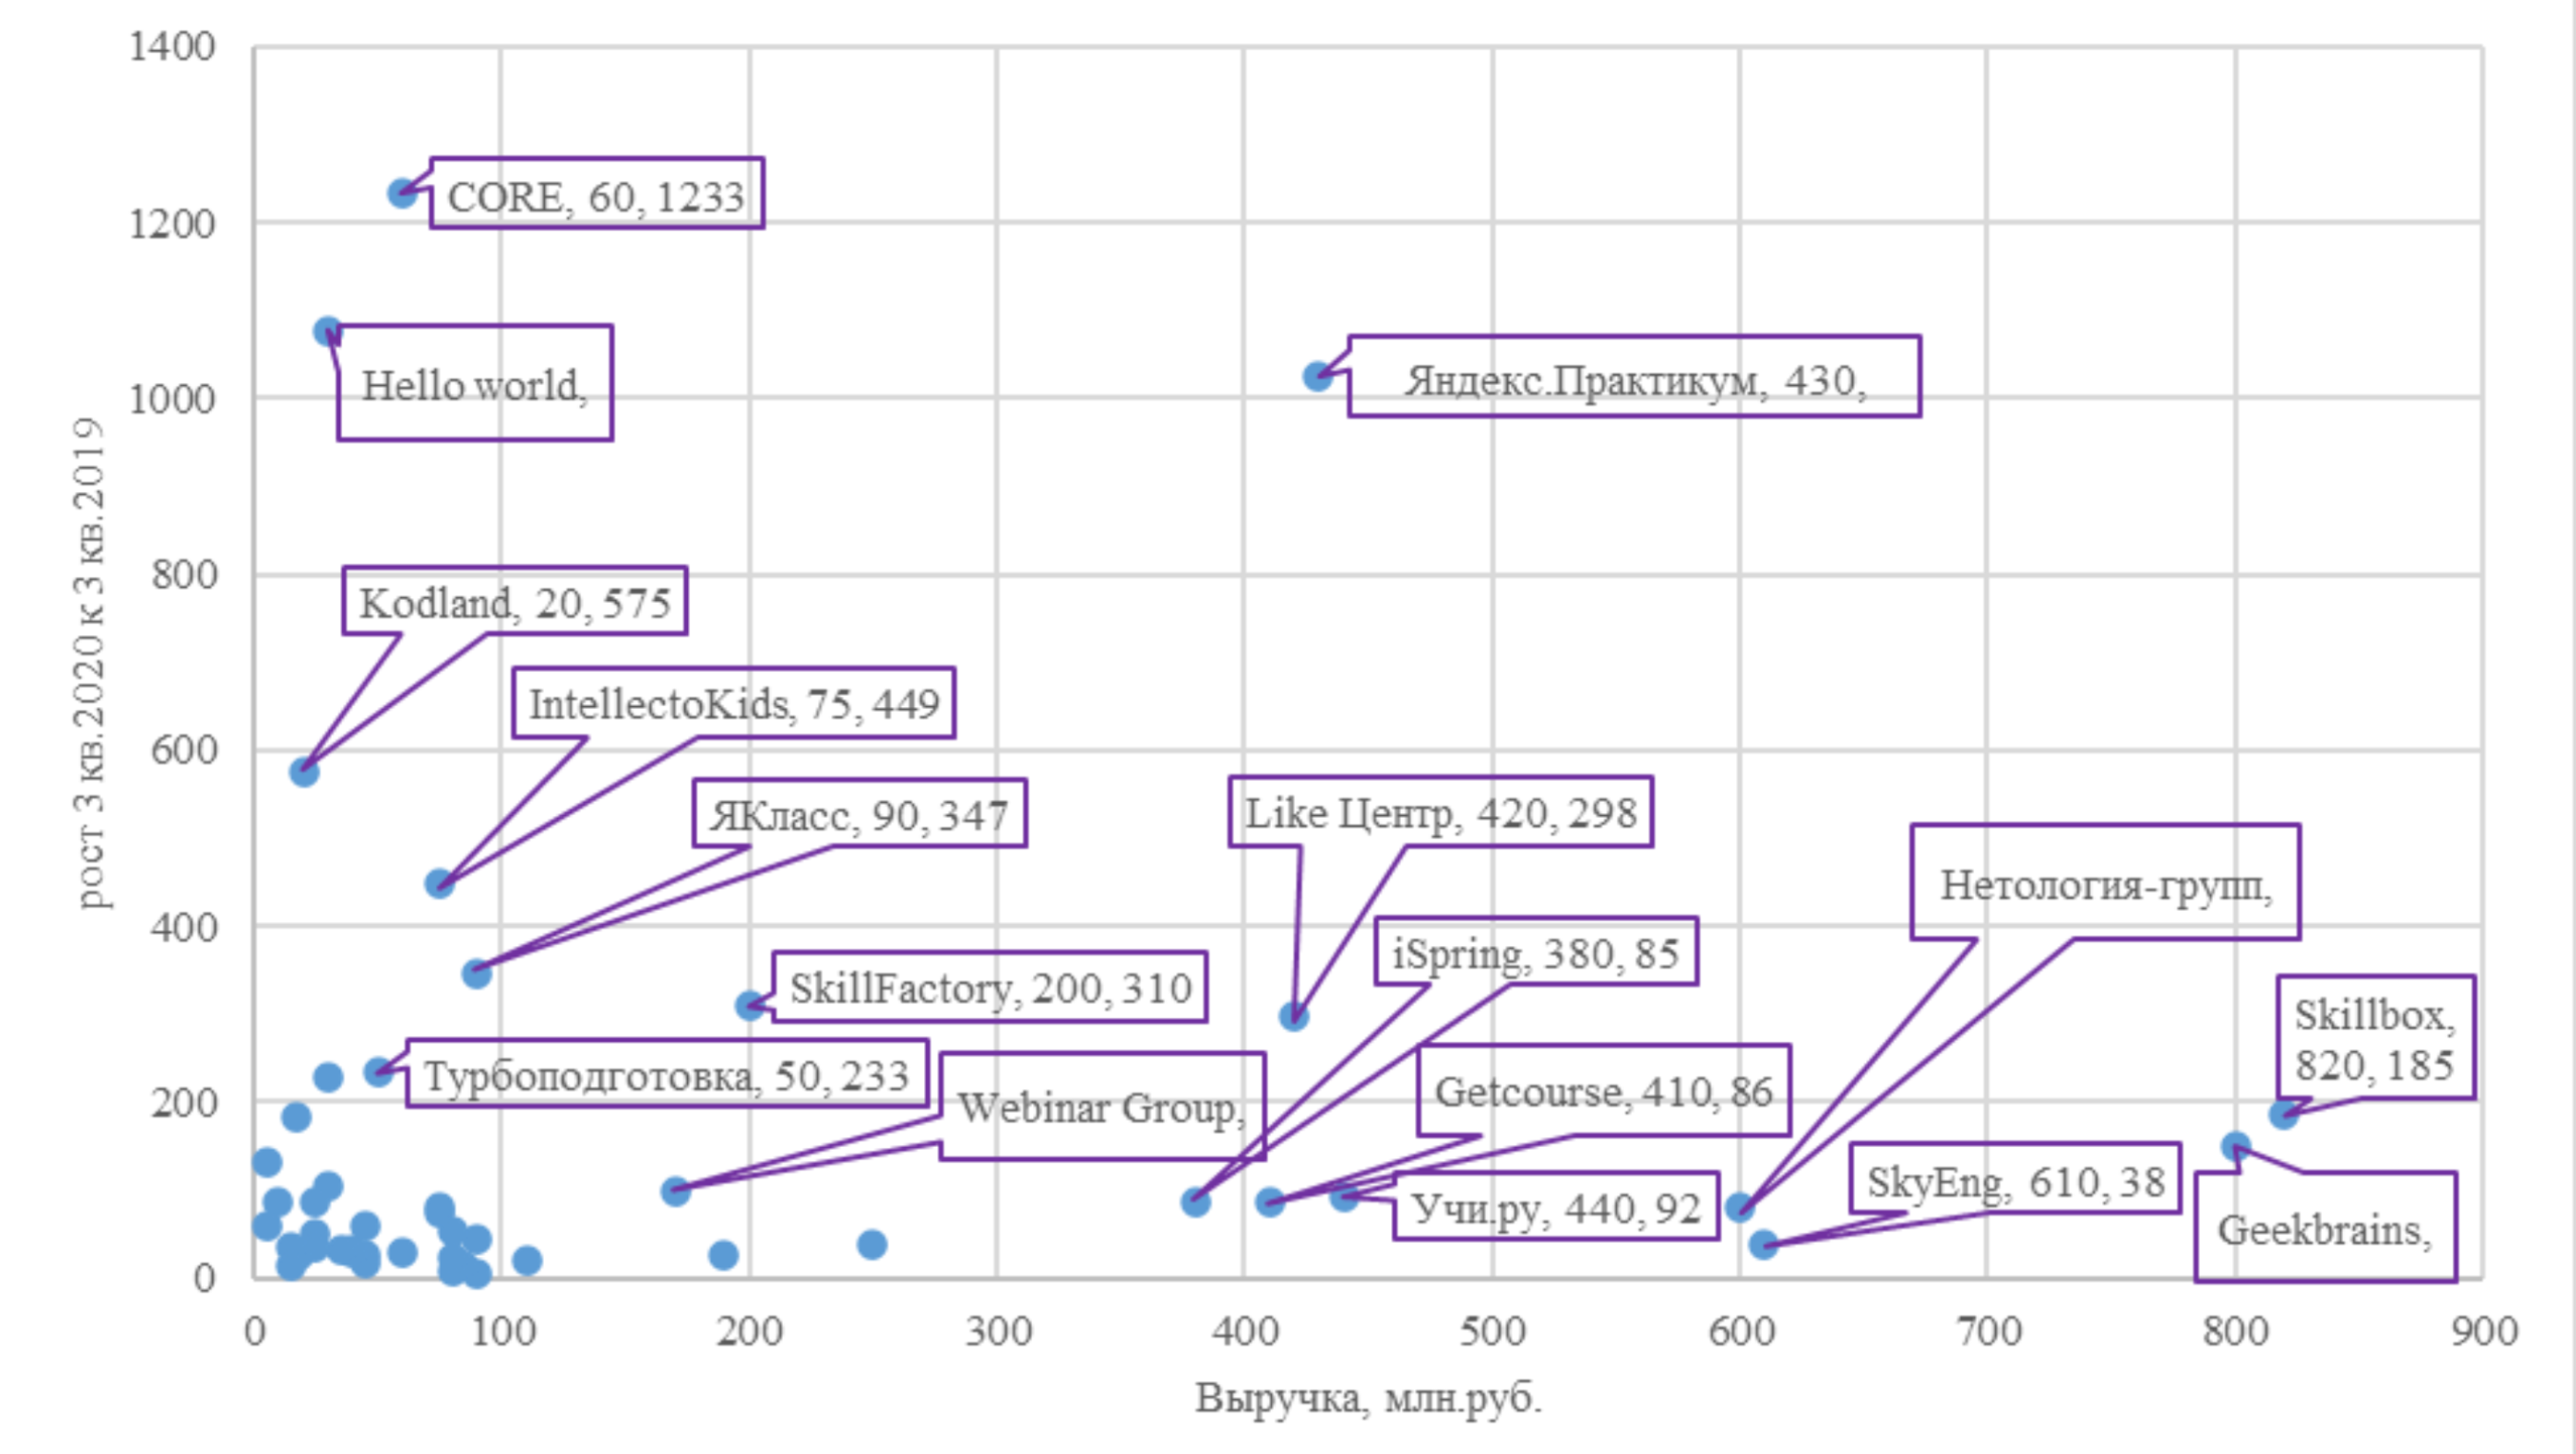 1400
1200
1000
800
600
400
200
0
рост 3 кв.2020 к 3 кв.2019
CORE, 60, 1233
Hello world,
Яндекс.Практикум, 430,
Kodland, 20, 575
IntellectoKids, 75, 449
ЯКласс, 90, 347
Like Центр, 420, 298
Нетология-групп,
iSpring, 380, 85
SkillFactory, 200, 310
Skillbox,
820, 185
Турбоподготовка, 50, 233
Webinar Group,
Getcourse, 410, 86
SkyEng, 610, 38
Учи.ру, 440, 92
Geekbrains,
0 100 200 300 400 500 600 700 800 900
Выручка, млн.руб.